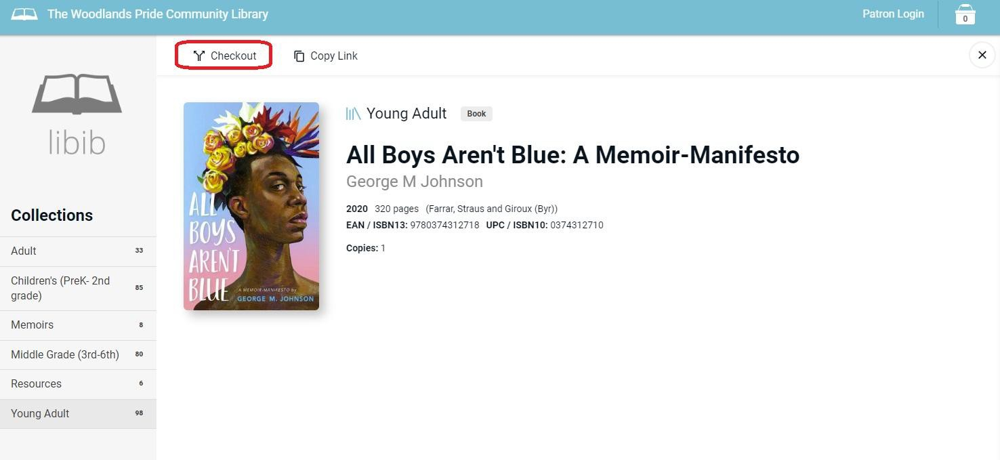 The Woodlands Pride Community Library
Patron Login
0
Checkout
Copy Link
libib
Collections
Adult 33
Children's (PreK- 2nd
grade) 85
Memoirs 8
Middle Grade (3rd-6th) 80
Resources 6
Young Adult 98
ALL
BOYS
AREN'T
BLUE
A MEMOIR-MANIFESTO by
GEORGE M. JOHNSON
Young Adult Book
All Boys Aren't Blue: A Memoir-Manifesto
George M Johnson
2020 320 pages (Farrar, Straus and Giroux (Byr))
EAN / ISBN13: 9780374312718 UPC / ISBN10: 0374312710
Copies: 1